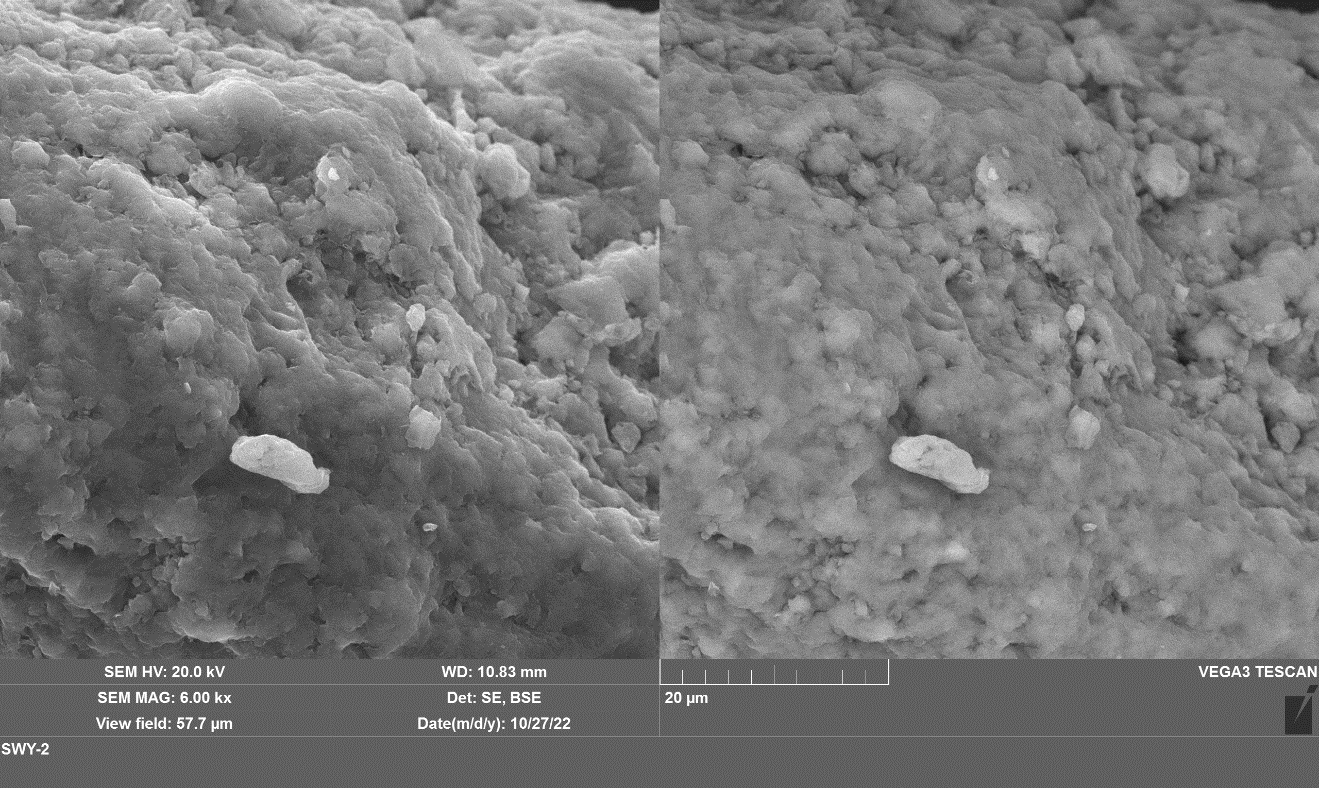 SEM HV: 20.0 kV WD: 10.83 mm VEGA3 TESCAN
SEM MAG: 6.00 kx Det: SE, BSE 20 µm
View field: 57.7 µm Date(m/d/y): 10/27/22
SWY-2